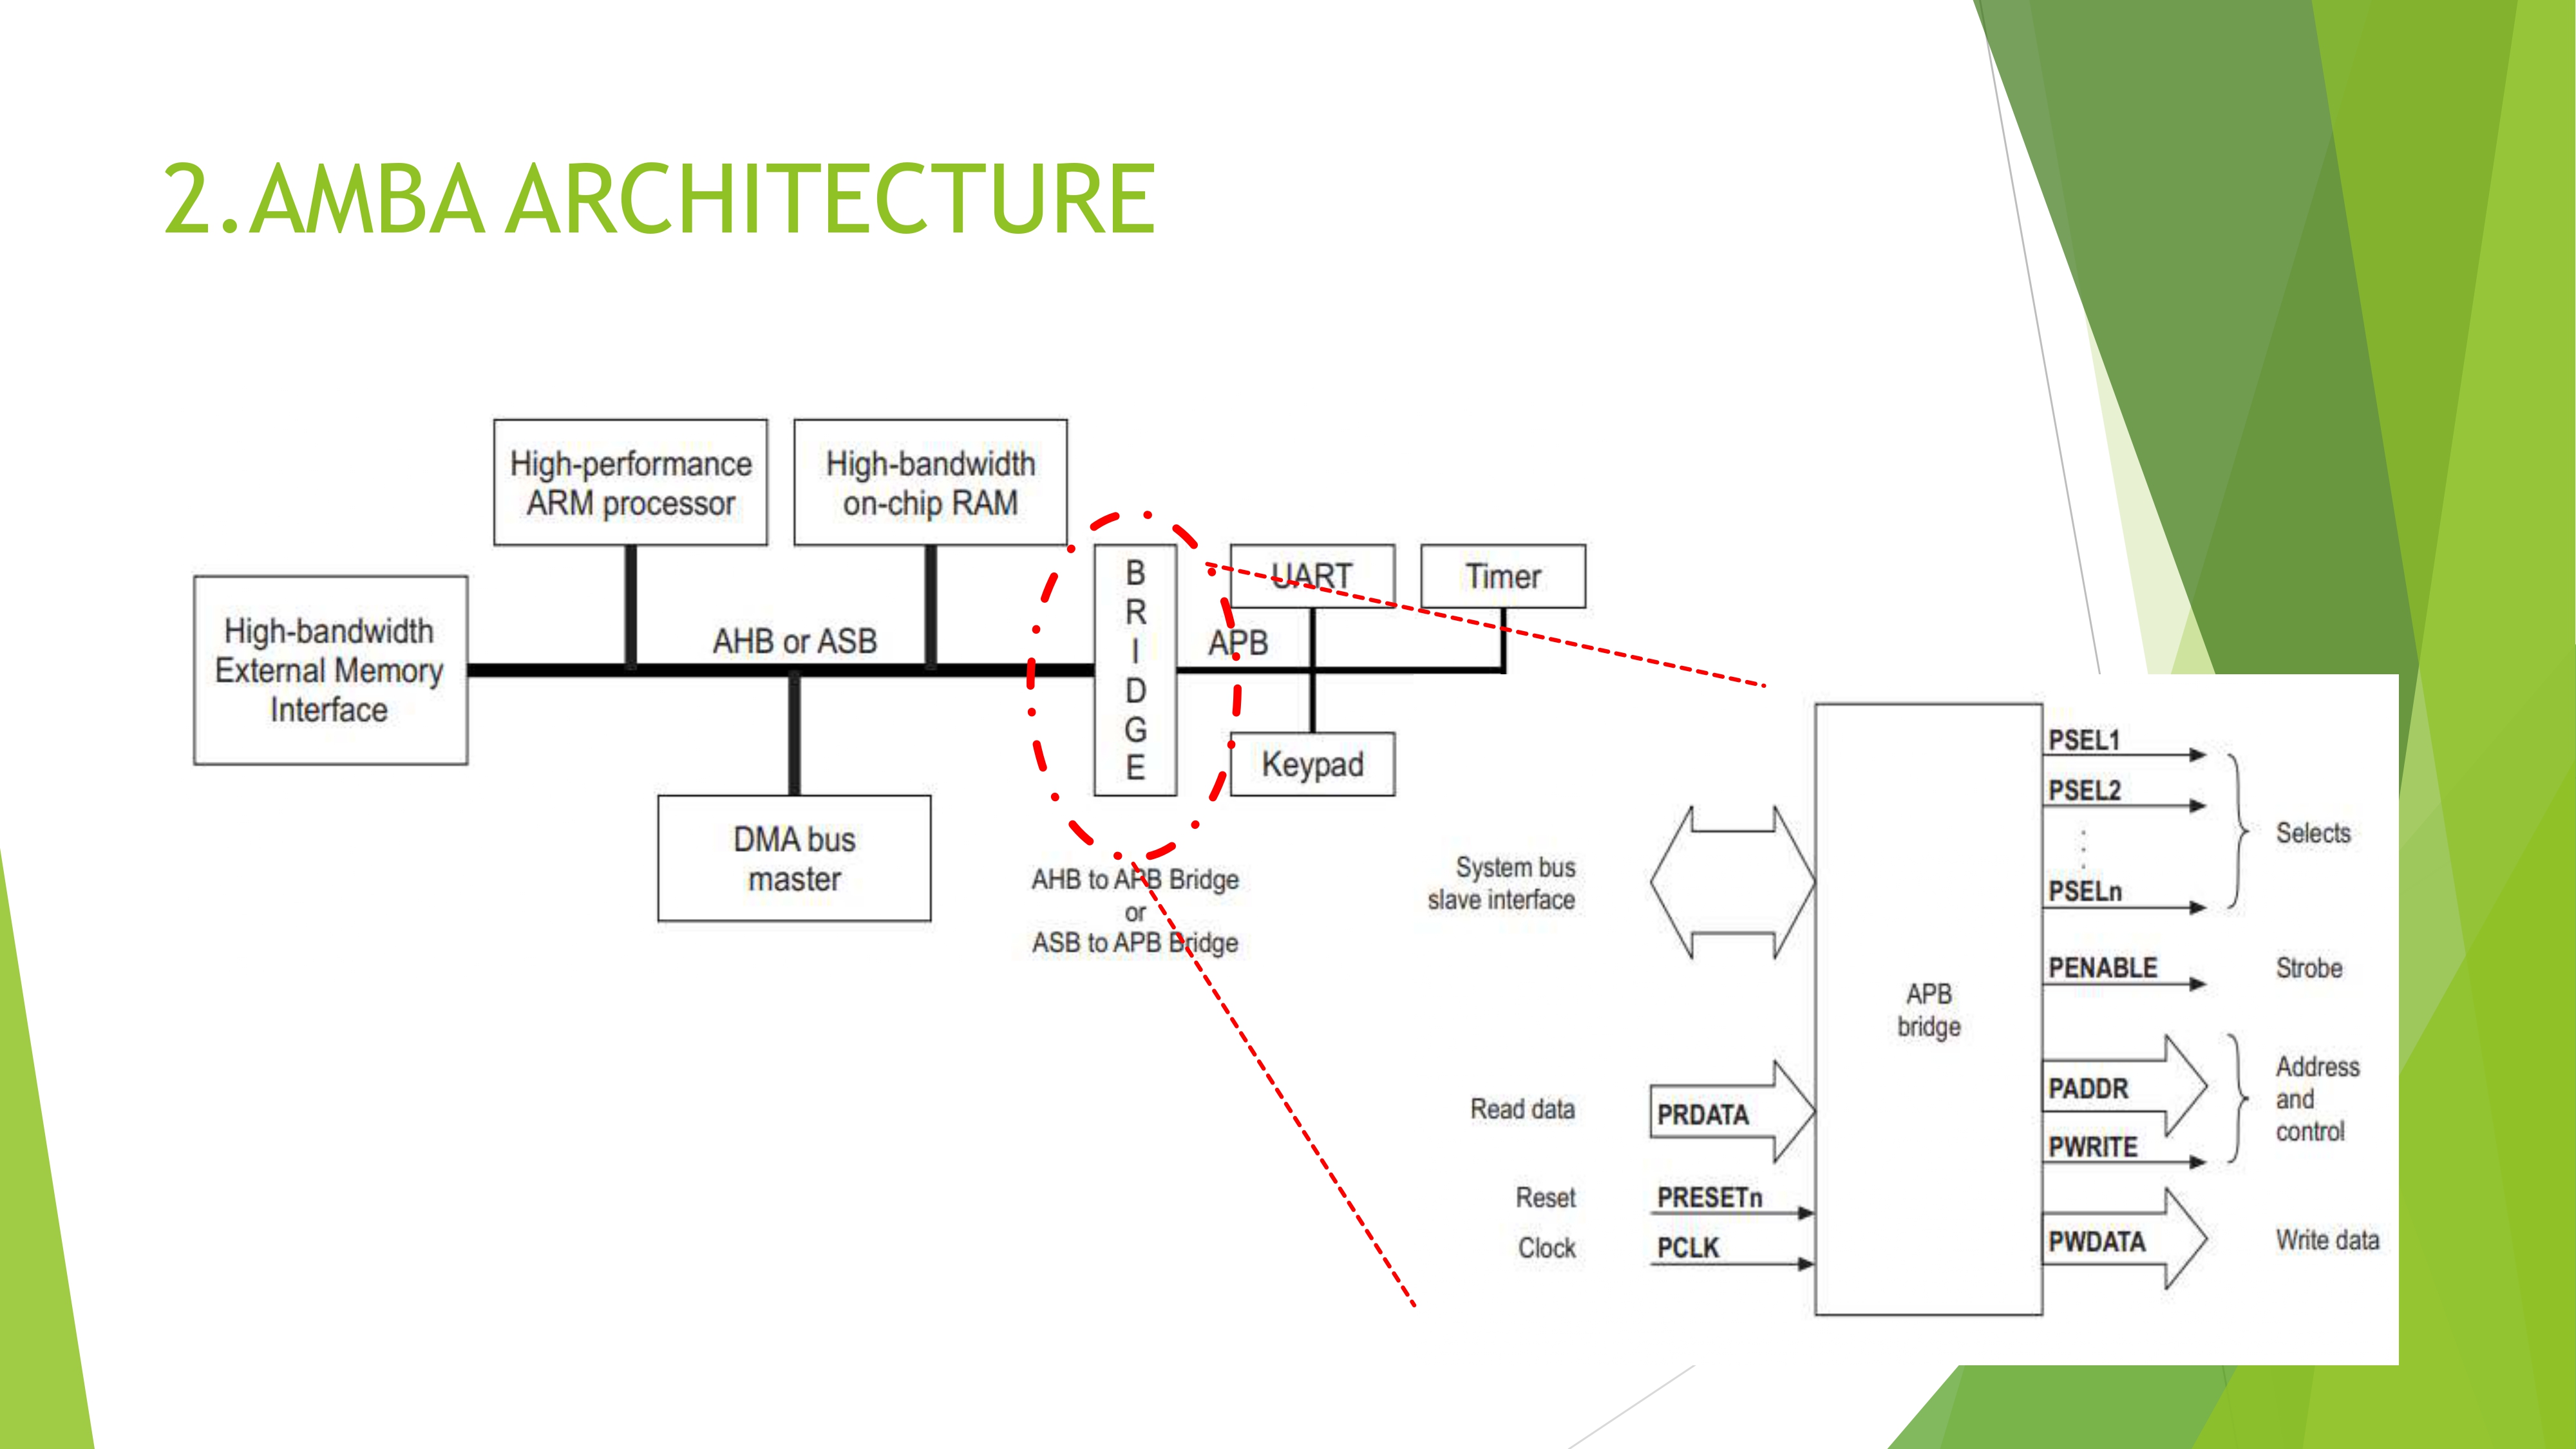 2.AMBA ARCHITECTURE
High-performance
ARM processor
High-bandwidth
on-chip RAM
High-bandwidth
External Memory
Interface
AHB or ASB
B
R
I
D
G
E
UART
Timer
APB
Keypad
DMA bus
master
AHB to APB Bridge
or
ASB to APB Bridge
System bus
slave interface
Read data
PRDATA
Reset
PRESETn
Clock
PCLK
APB
bridge
PSEL1
PSEL2
.
.
.
PSELn
Selects
PENABLE
Strobe
PADDR
PWRITE
Address
and
control
PWDATA
Write data